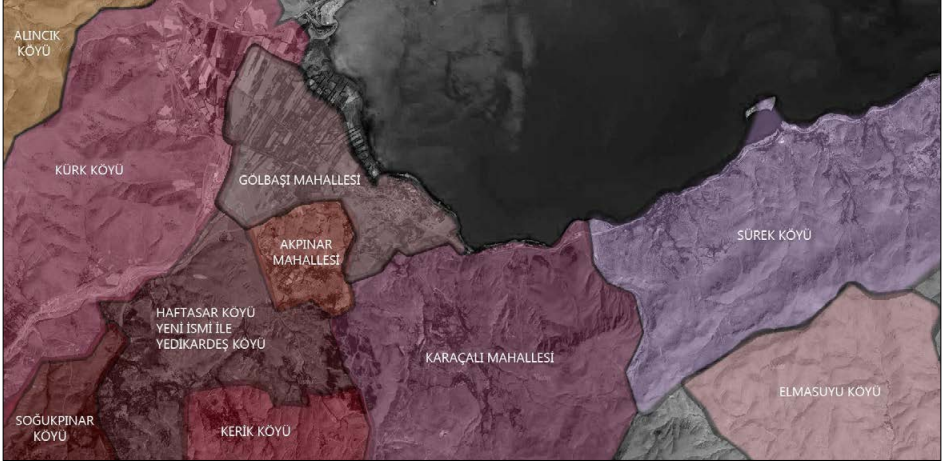 ALINCIK
KÖYÜ
KÜRK KÖYÜ
GÖLBAŞI MAHALLESİ
AKPINAR
MAHALLESİ
SÜREK KÖYÜ
HAFTASAR KÖYÜ
YENİ İSMİ İLE
YEDİKARDEŞ KÖYÜ
KARAÇALI MAHALLESİ
ELMASUYU KÖYÜ
SOĞUKPINAR
KÖYÜ
KERİK KÖYÜ